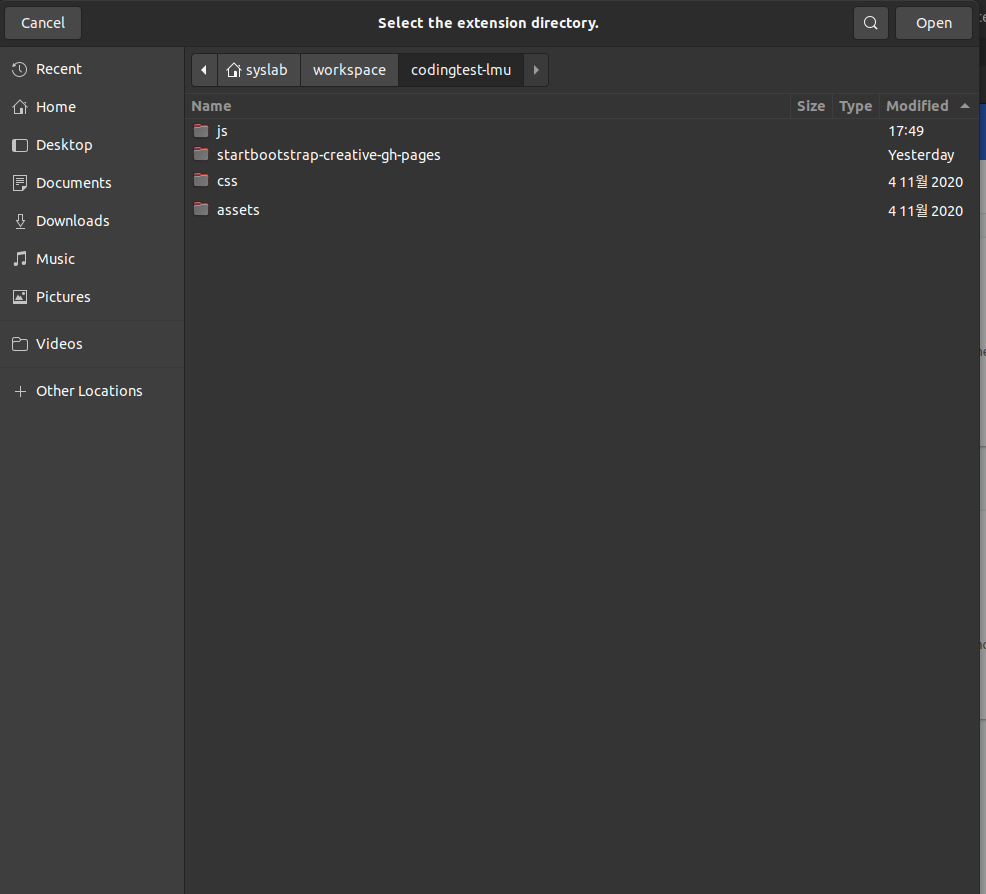 Cancel Select the extension directory. Open
Recent
Home
Desktop
Documents
Downloads
Music
Pictures
Videos
Other Locations
syslab workspace codingtest-lmu
Name Size Type Modified
js 17:49
startbootstrap-creative-gh-pages Yesterday
css 4 11월 2020
assets 4 11월 2020